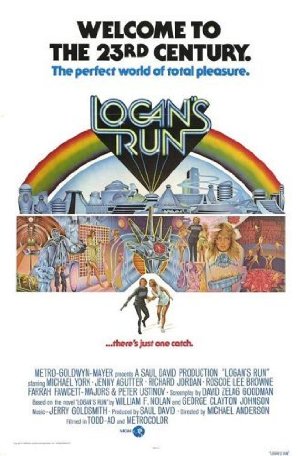 WELCOME TO
THE 23RD CENTURY.
The perfect world of total pleasure.
LOGAN'S
RUN
...there's just one catch.
METRO-GOLDWYN-MAYER presents A SAUL DAVID PRODUCTION "LOGAN'S RUN"
starring MICHAEL YORK · JENNY AGUTTER · RICHARD JORDAN · ROSCOE LEE BROWNE
FARRAH FAWCETT-MAJORS & PETER USTINOV · Screenplay by DAVID ZELAG GOODMAN
Based on the novel "LOGAN'S RUN" by WILLIAM F. NOLAN and GEORGE CLAYTON JOHNSON
Music · JERRY GOLDSMITH · Produced by SAUL DAVID · Directed by MICHAEL ANDERSON
Filmed in TODD-AO and METROCOLOR
MGM
"LOGAN'S RUN"